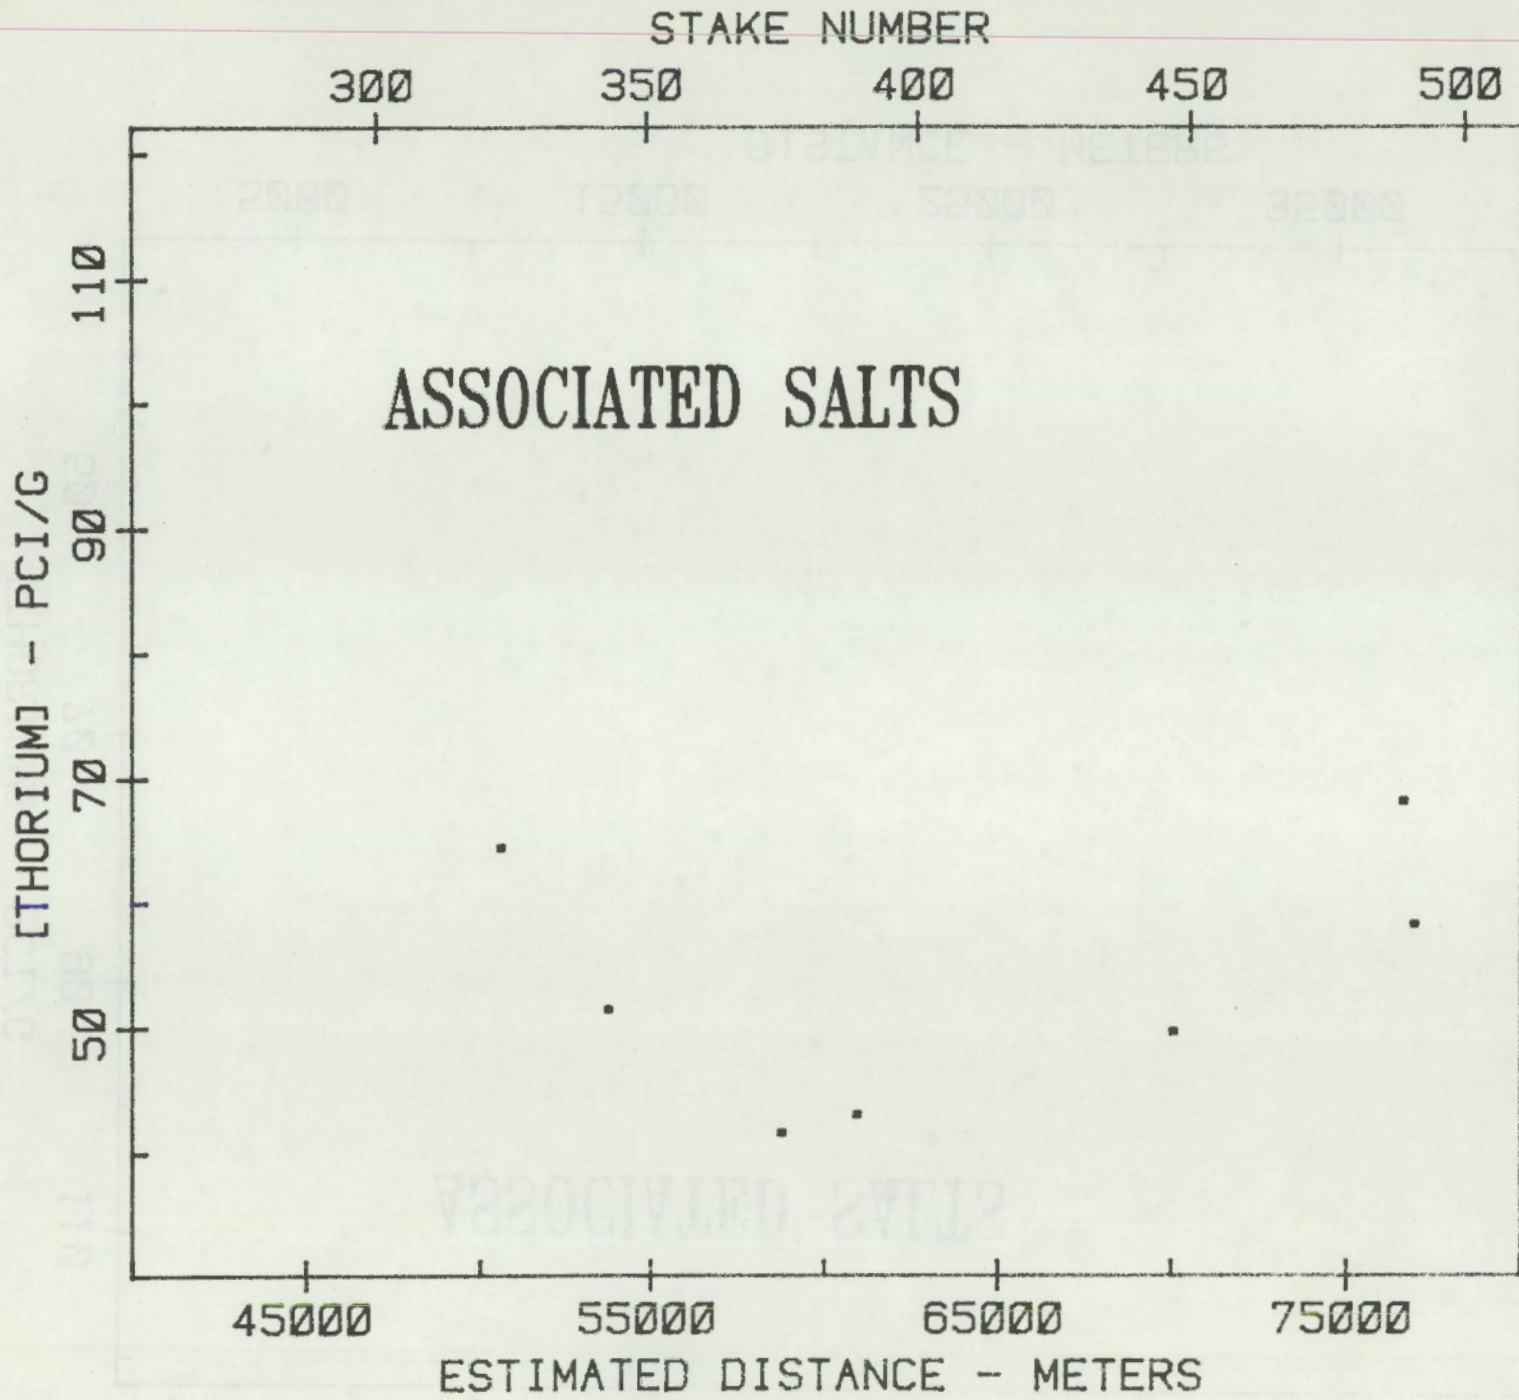 STAKE NUMBER
300 350 400 450 500
110
ASSOCIATED SALTS
90
[THORIUM] - PCI/G
70
50
45000 55000 65000 75000
ESTIMATED DISTANCE - METERS